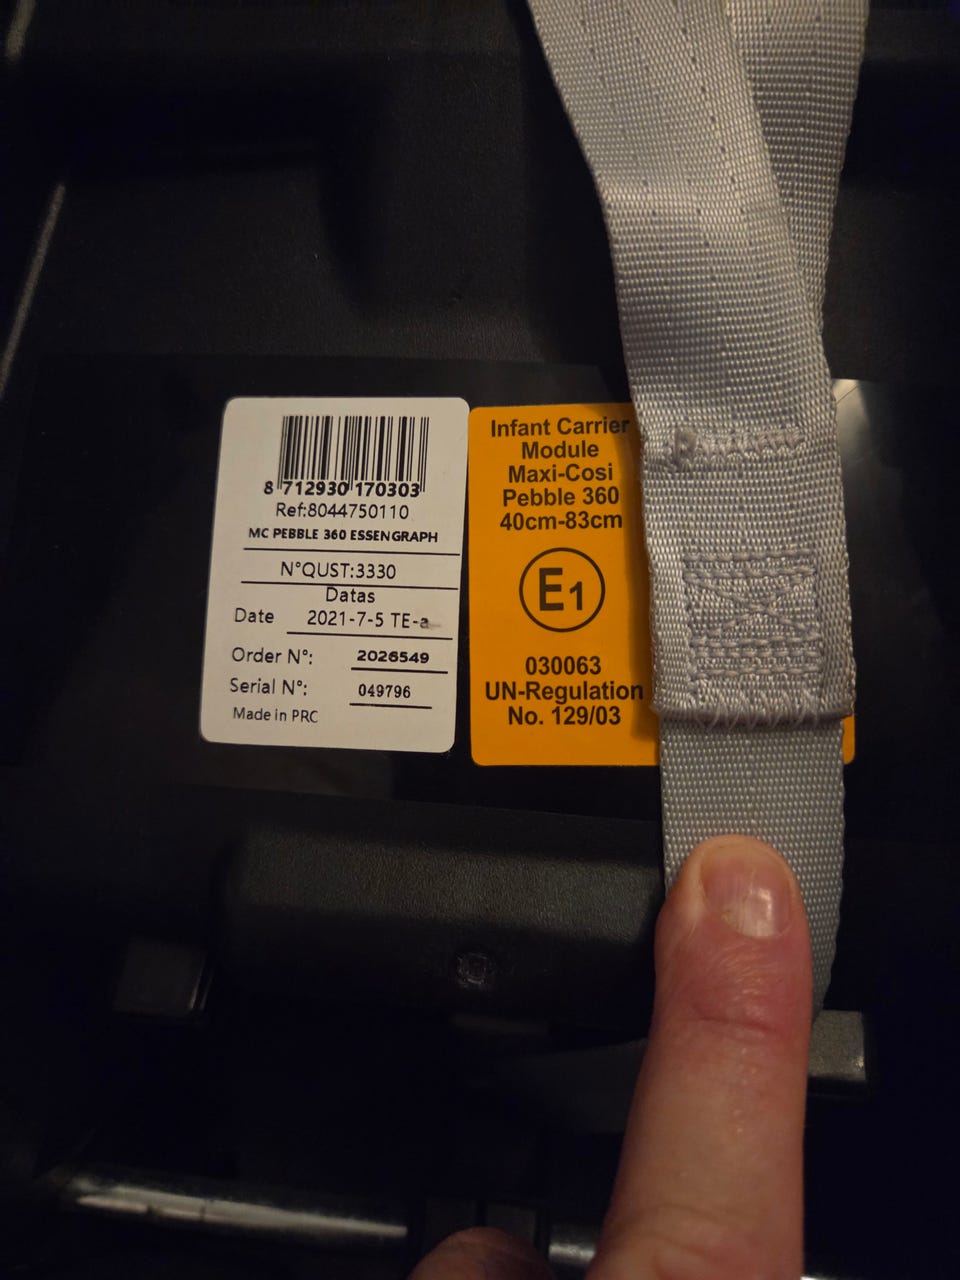 8 712930 170303
Ref:8044750110
MC PEBBLE 360 ESSENGRAPH
N°QUST:3330
Datas
Date 2021-7-5 TE-a
Order N°: 2026549
Serial N°: 049796
Made in PRC
Infant Carrier
Module
Maxi-Cosi
Pebble 360
40cm-83cm
E1
030063
UN-Regulation
No. 129/03